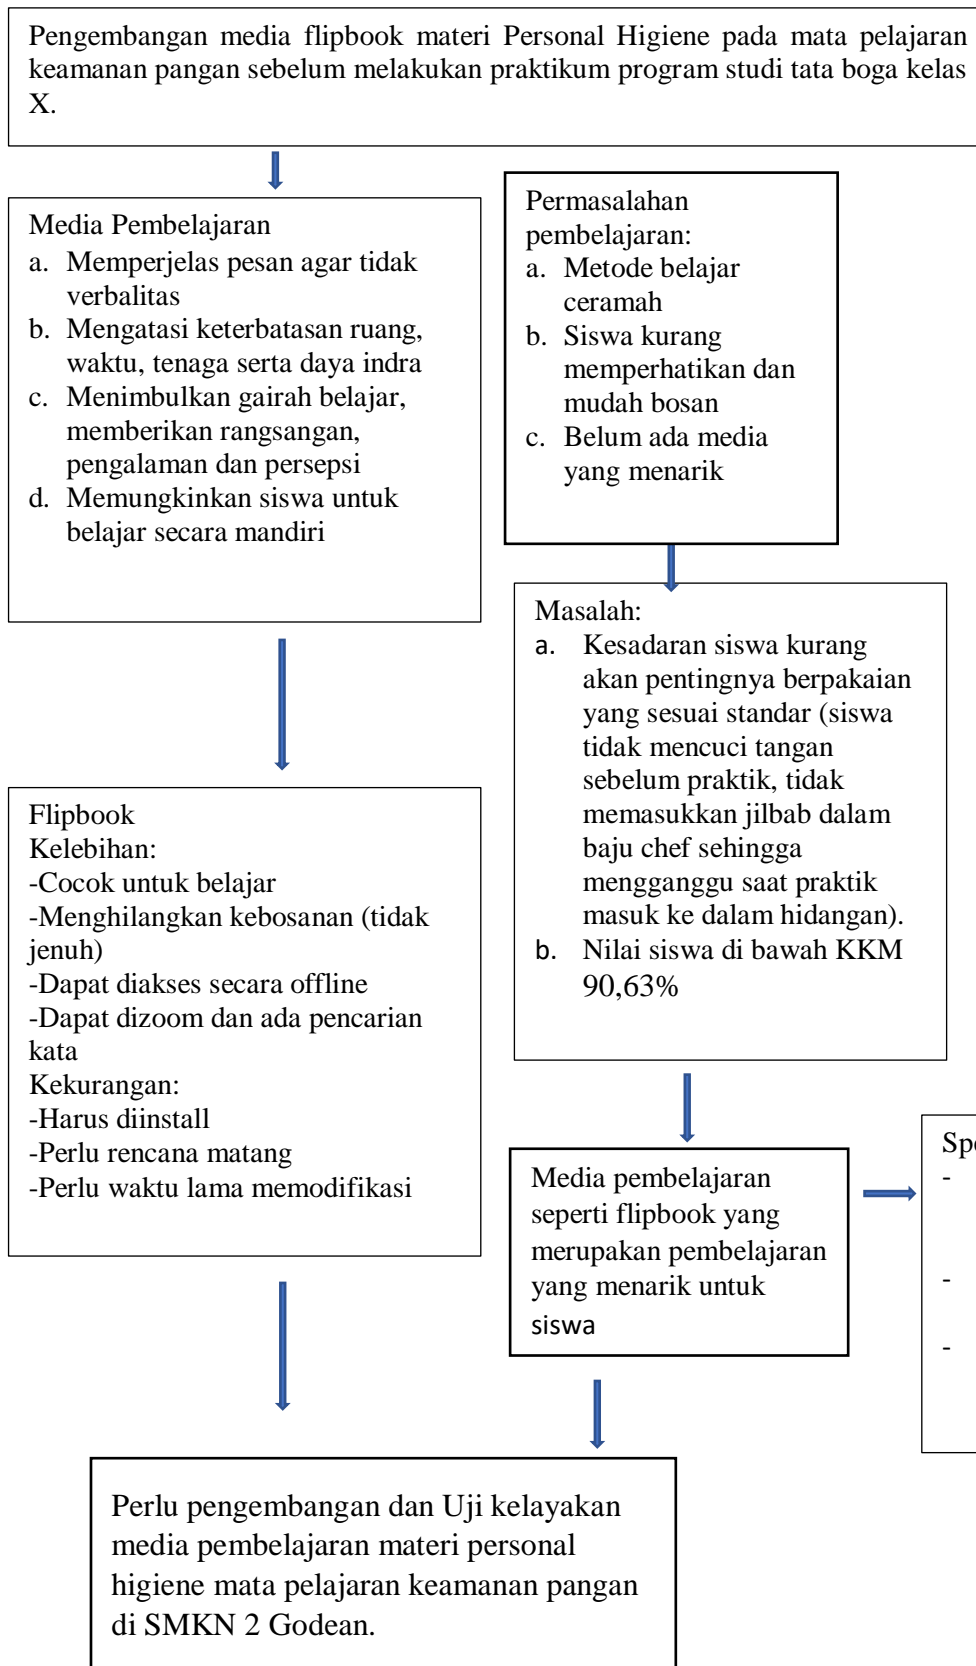 Pengembangan media flipbook materi Personal Higiene pada mata pelajaran
keamanan pangan sebelum melakukan praktikum program studi tata boga kelas
X.
Media Pembelajaran
a. Memperjelas pesan agar tidak
verbalitas
b. Mengatasi keterbatasan ruang,
waktu, tenaga serta daya indra
c. Menimbulkan gairah belajar,
memberikan rangsangan,
pengalaman dan persepsi
d. Memungkinkan siswa untuk
belajar secara mandiri
Permasalahan
pembelajaran:
a. Metode belajar
ceramah
b. Siswa kurang
memperhatikan dan
mudah bosan
c. Belum ada media
yang menarik
Masalah:
a. Kesadaran siswa kurang
akan pentingnya berpakaian
yang sesuai standar (siswa
tidak mencuci tangan
sebelum praktik, tidak
memasukkan jilbab dalam
baju chef sehingga
mengganggu saat praktik
masuk ke dalam hidangan).
b. Nilai siswa di bawah KKM
90,63%
Flipbook
Kelebihan:
-Cocok untuk belajar
-Menghilangkan kebosanan (tidak
jenuh)
-Dapat diakses secara offline
-Dapat dizoom dan ada pencarian
kata
Kekurangan:
-Harus diinstall
-Perlu rencana matang
-Perlu waktu lama memodifikasi
Media pembelajaran
seperti flipbook yang
merupakan pembelajaran
yang menarik untuk
siswa
-
-
-
Perlu pengembangan dan Uji kelayakan
media pembelajaran materi personal
higiene mata pelajaran keamanan pangan
di SMKN 2 Godean.